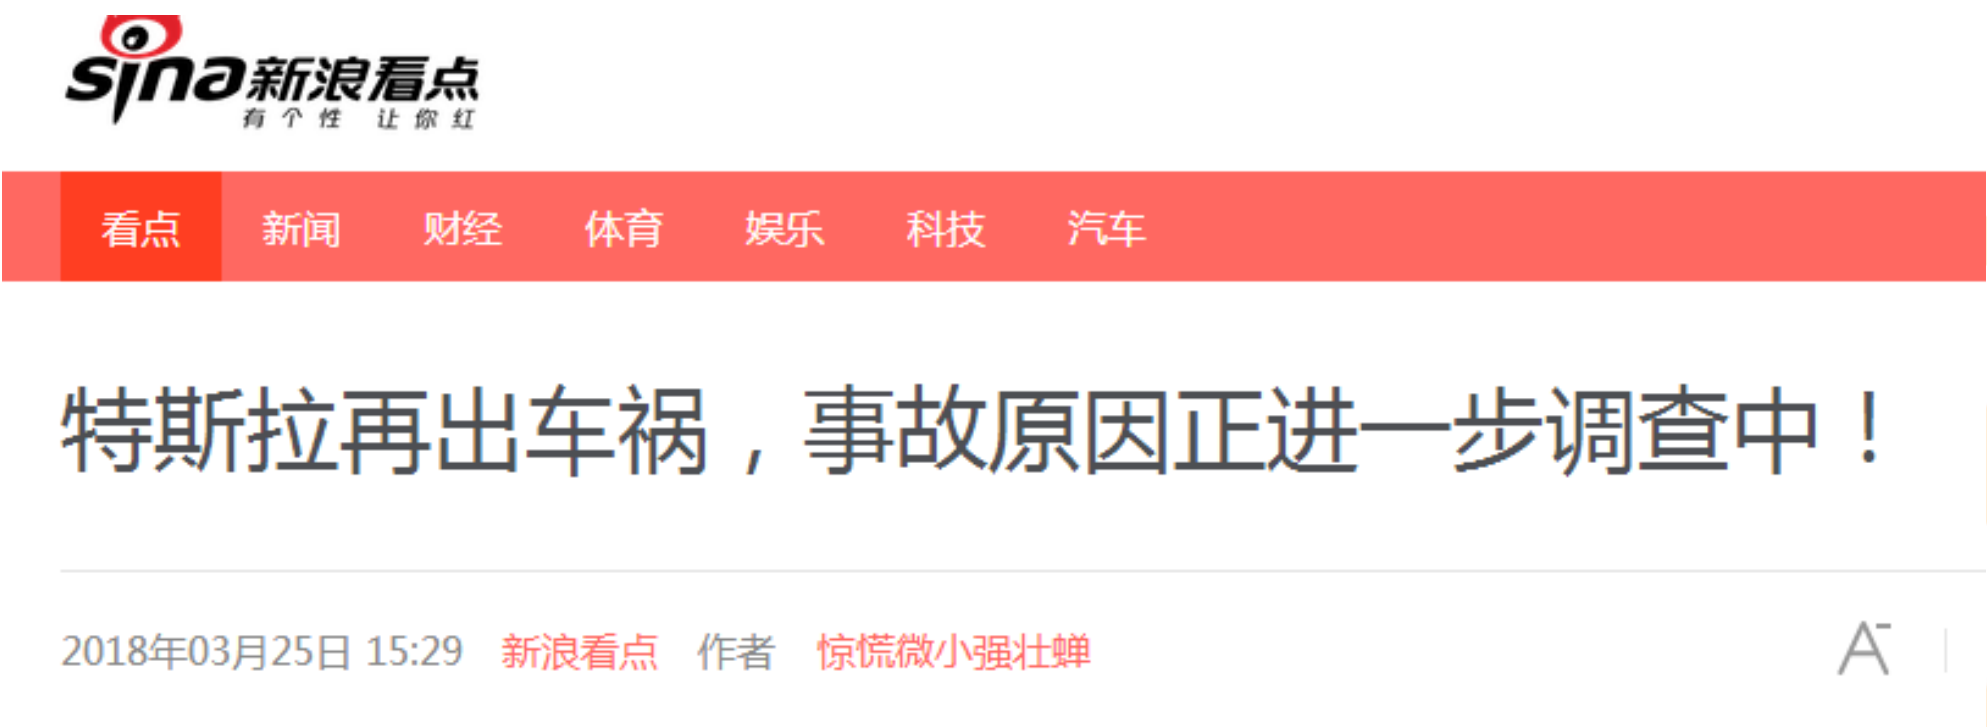 sina新浪看点
有个性 让你红
看点 新闻 财经 体育 娱乐 科技 汽车
特斯拉再出车祸，事故原因正进一步调查中！
2018年03月25日 15:29 新浪看点 作者 惊慌微小强壮蝉 A-